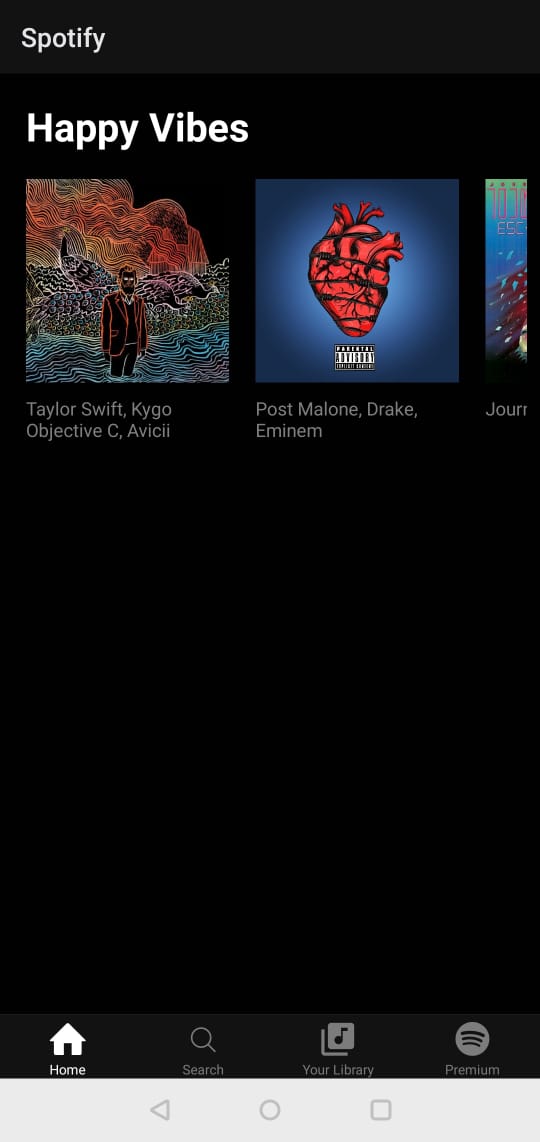 Spotify
Happy Vibes
PARENTAL
ADVISORY
EXPLICIT CONTENT
Taylor Swift, Kygo
Objective C, Avicii
Post Malone, Drake,
Eminem
Home
Search
Your Library
Premium